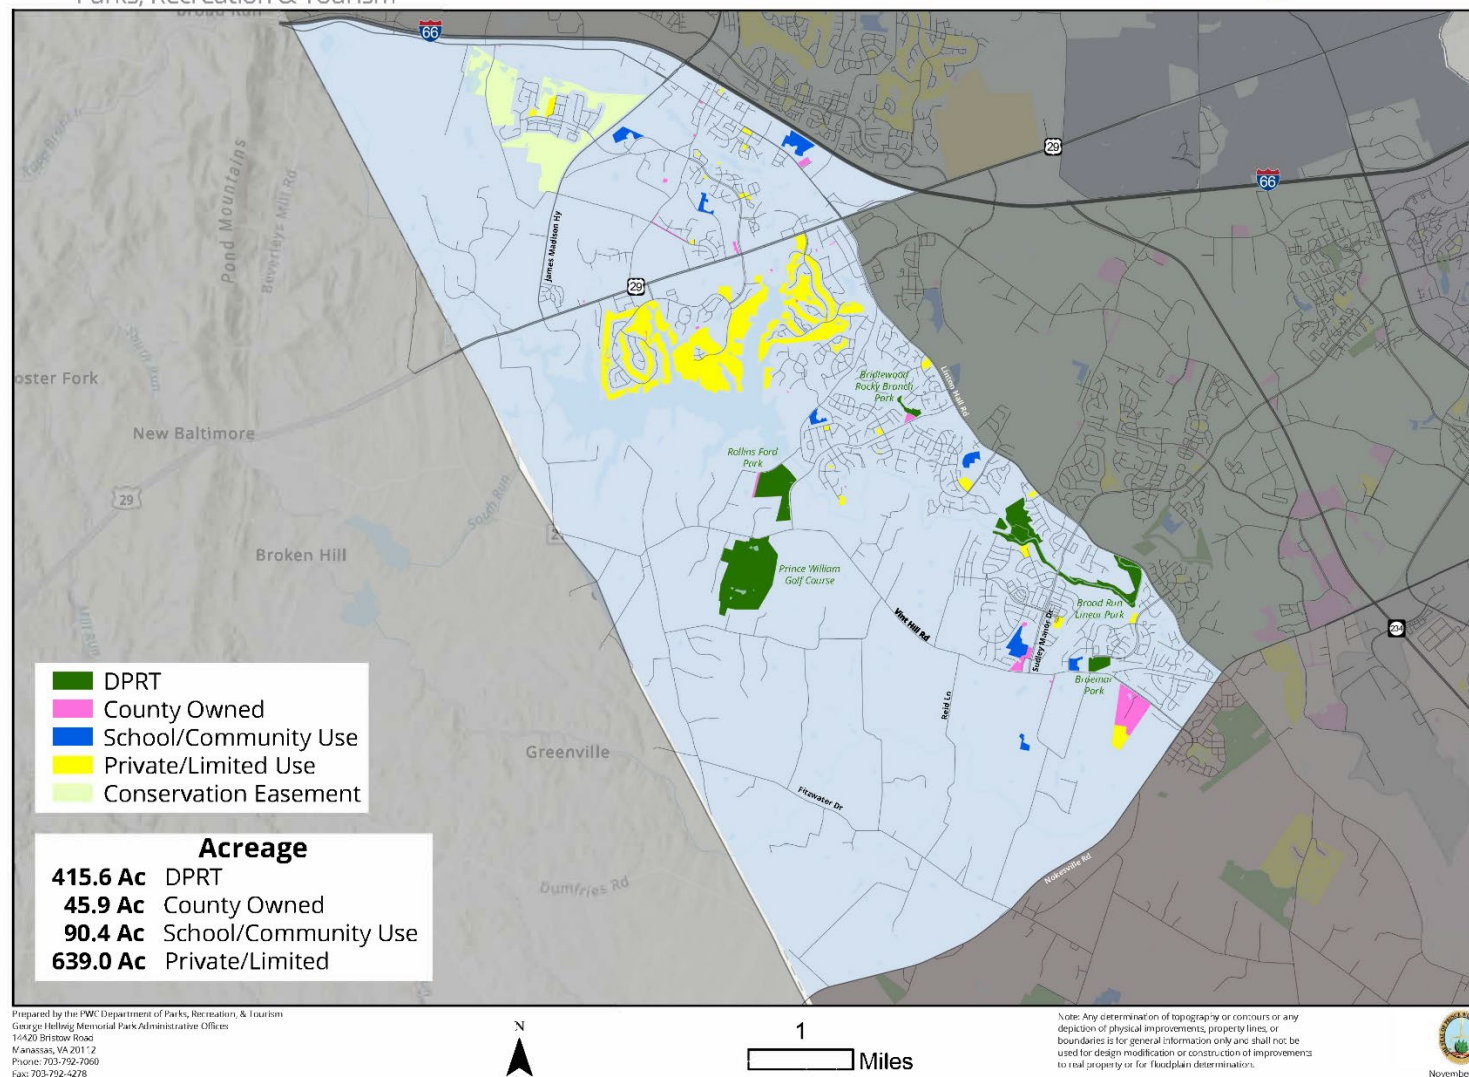 Parks, Recreation & Tourism
Broad Run
66
29
66
Pond Mountains
Beverleys Mill Rd
James Madison Hy
29
South Run
oster Fork
Bridlewood
Rocky Branch
Park
Linton Hall Rd
New Baltimore
29
Rollins Ford
Park
South Run
Broken Hill
2
Prince William
Golf Course
Mill Run
Vint Hill Rd
Broad Run
Linear Park
Sudley Manor Dr
234
Braemar
Park
Reid Ln
DPRT
County Owned
School/Community Use
Private/Limited Use
Conservation Easement
Greenville
Fitzwater Dr
Nokesville Rd
Dumfries Rd
Acreage
415.6 Ac DPRT
45.9 Ac County Owned
90.4 Ac School/Community Use
639.0 Ac Private/Limited
Prepared by the PWC Department of Parks, Recreation, & Tourism
George Hellwig Memorial Park Administrative Offices
14420 Bristow Road
Manassas, VA 20112
Phone: 703-792-7060
Fax: 703-792-4278
N
1
Miles
Note: Any determination of topography or contours or any
depiction of physical improvements, property lines, or
boundaries is for general information only and shall not be
used for design modification or construction of improvements
to real property or for floodplain determination.
November